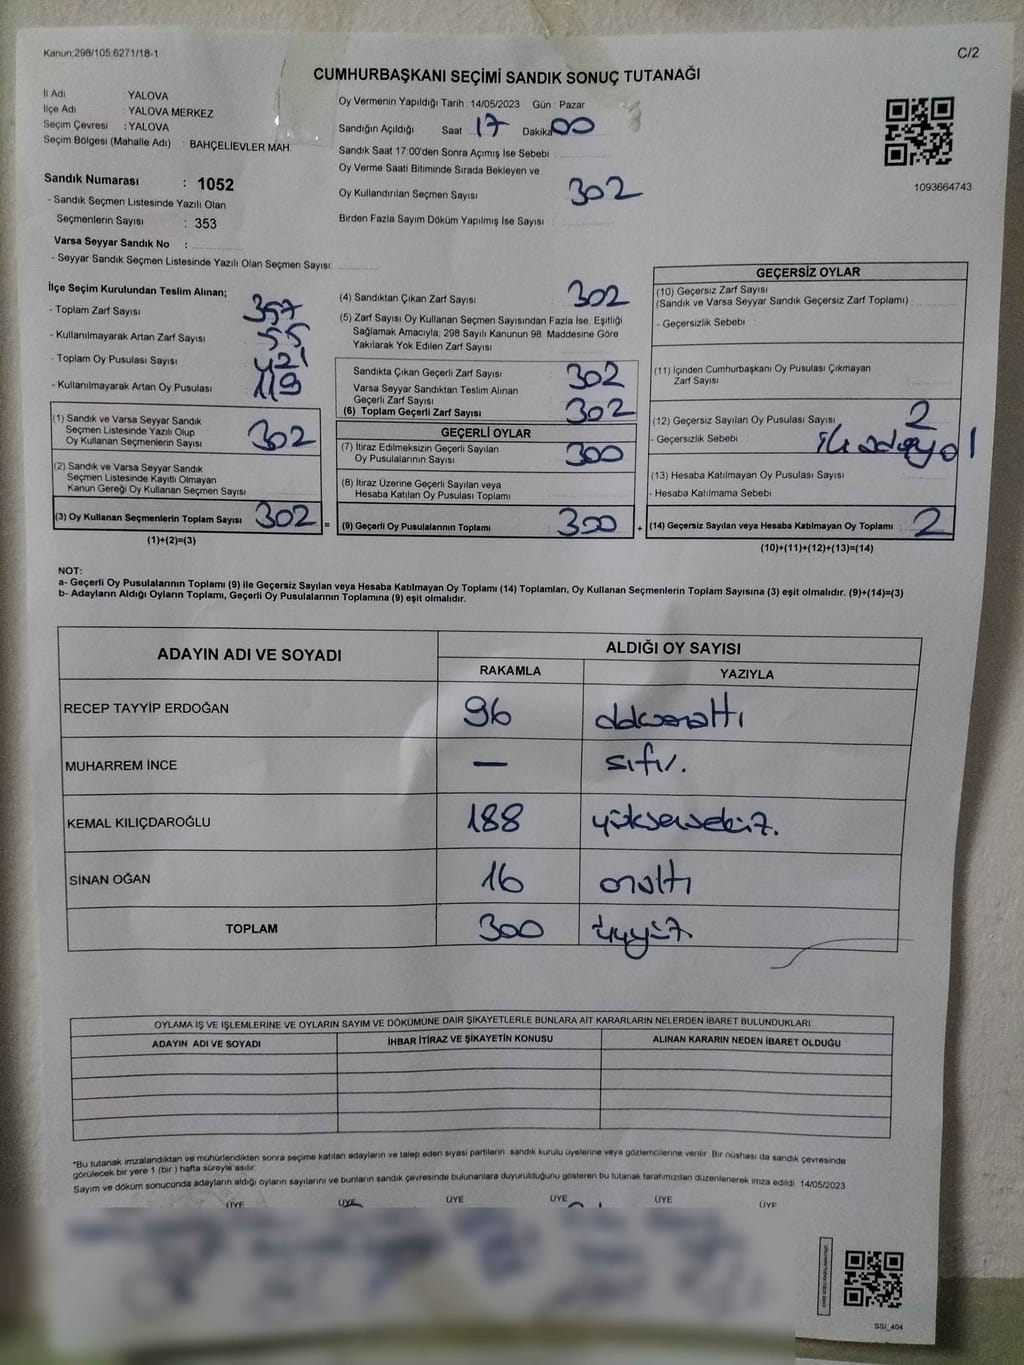 Kanun:298/105,6271/18-1
C/2
CUMHURBAŞKANI SEÇİMİ SANDIK SONUÇ TUTANAĞI
İl Adı YALOVA
İlçe Adı : YALOVA MERKEZ
Seçim Çevresi : YALOVA
Seçim Bölgesi (Mahalle Adı) : BAHÇELİEVLER MAH.
Sandık Numarası : 1052
- Sandık Seçmen Listesinde Yazılı Olan
Seçmenlerin Sayısı : 353
Varsa Seyyar Sandık No :
- Seyyar Sandık Seçmen Listesinde Yazılı Olan Seçmen Sayısı:
Oy Vermenin Yapıldığı Tarih :14/05/2023 Gün : Pazar
Sandığın Açıldığı Saat 17 Dakika 00
Sandık Saat 17:00'den Sonra Açımış İse Sebebi :
Oy Verme Saati Bitiminde Sırada Bekleyen ve
Oy Kullandırılan Seçmen Sayısı 302
Birden Fazla Sayım Döküm Yapılmış İse Sayısı :
1093664743
İlçe Seçim Kurulundan Teslim Alınan;
- Toplam Zarf Sayısı 357
- Kullanılmayarak Artan Zarf Sayısı 55
- Toplam Oy Pusulası Sayısı 421
- Kullanılmayarak Artan Oy Pusulası 119
(1) Sandık ve Varsa Seyyar Sandık
Seçmen Listesinde Yazılı Olup
Oy Kullanan Seçmenlerin Sayısı 302
(2) Sandık ve Varsa Seyyar Sandık
Seçmen Listesinde Kayıtlı Olmayan
Kanun Gereği Oy Kullanan Seçmen Sayısı
(3) Oy Kullanan Seçmenlerin Toplam Sayısı 302 =
(1)+(2)=(3)
(4) Sandıktan Çıkan Zarf Sayısı 302
(5) Zarf Sayısı Oy Kullanan Seçmen Sayısından Fazla İse, Eşitliği
Sağlamak Amacıyla, 298 Sayılı Kanunun 98. Maddesine Göre
Yakılarak Yok Edilen Zarf Sayısı
Sandıkta Çıkan Geçerli Zarf Sayısı 302
Varsa Seyyar Sandıktan Teslim Alınan
Geçerli Zarf Sayısı
(6) Toplam Geçerli Zarf Sayısı 302
GEÇERLİ OYLAR
(7) İtiraz Edilmeksizin Geçerli Sayılan
Oy Pusulalarının Sayısı 300
(8) İtiraz Üzerine Geçerli Sayılan veya
Hesaba Katılan Oy Pusulası Toplamı
(9) Geçerli Oy Pusulalarının Toplamı 300 +
GEÇERSİZ OYLAR
(10) Geçersiz Zarf Sayısı
(Sandık ve Varsa Seyyar Sandık Geçersiz Zarf Toplamı)
- Geçersizlik Sebebi :
(11) İçinden Cumhurbaşkanı Oy Pusulası Çıkmayan
Zarf Sayısı
(12) Geçersiz Sayılan Oy Pusulası Sayısı 2
- Geçersizlik Sebebi
(13) Hesaba Katılmayan Oy Pusulası Sayısı
- Hesaba Katılmama Sebebi
(14) Geçersiz Sayılan veya Hesaba Katılmayan Oy Toplamı 2
(10)+(11)+(12)+(13)=(14)
NOT:
a- Geçerli Oy Pusulalarının Toplamı (9) ile Geçersiz Sayılan veya Hesaba Katılmayan Oy Toplamı (14) Toplamları, Oy Kullanan Seçmenlerin Toplam Sayısına (3) eşit olmalıdır. (9)+(14)=(3)
b- Adayların Aldığı Oyların Toplamı, Geçerli Oy Pusulalarının Toplamına (9) eşit olmalıdır.
ADAYIN ADI VE SOYADI ALDIĞI OY SAYISI
RAKAMLA YAZIYLA
RECEP TAYYİP ERDOĞAN 96 doksanaltı
MUHARREM İNCE — sıfır.
KEMAL KILIÇDAROĞLU 188 yüksensekiz.
SİNAN OĞAN 16 onaltı
TOPLAM 300 üçyüz.
OYLAMA İŞ VE İŞLEMLERİNE VE OYLARIN SAYIM VE DÖKÜMÜNE DAİR ŞİKAYETLERLE BUNLARA AİT KARARLARIN NELERDEN İBARET BULUNDUKLARI
ADAYIN ADI VE SOYADI İHBAR İTİRAZ VE ŞİKAYETİN KONUSU ALINAN KARARIN NEDEN İBARET OLDUĞU
*Bu tutanak imzalandıktan ve mühürlendikten sonra seçime katılan adayların ve talep eden siyasi partilerin sandık kurulu üyelerine veya gözlemcilerine verilir. Bir nüshası da sandık çevresinde
görülecek bir yere 1 (bir ) hafta süreyle asılır.
Sayım ve döküm sonucunda adayların aldığı oyların sayılarını ve bunların sandık çevresinde bulunanlara duyurulduğunu gösteren bu tutanak tarafımızdan düzenlenerek imza edildi. 14/05/2023
ÜYE ÜYE ÜYE ÜYE ÜYE ÜYE
SSI_404